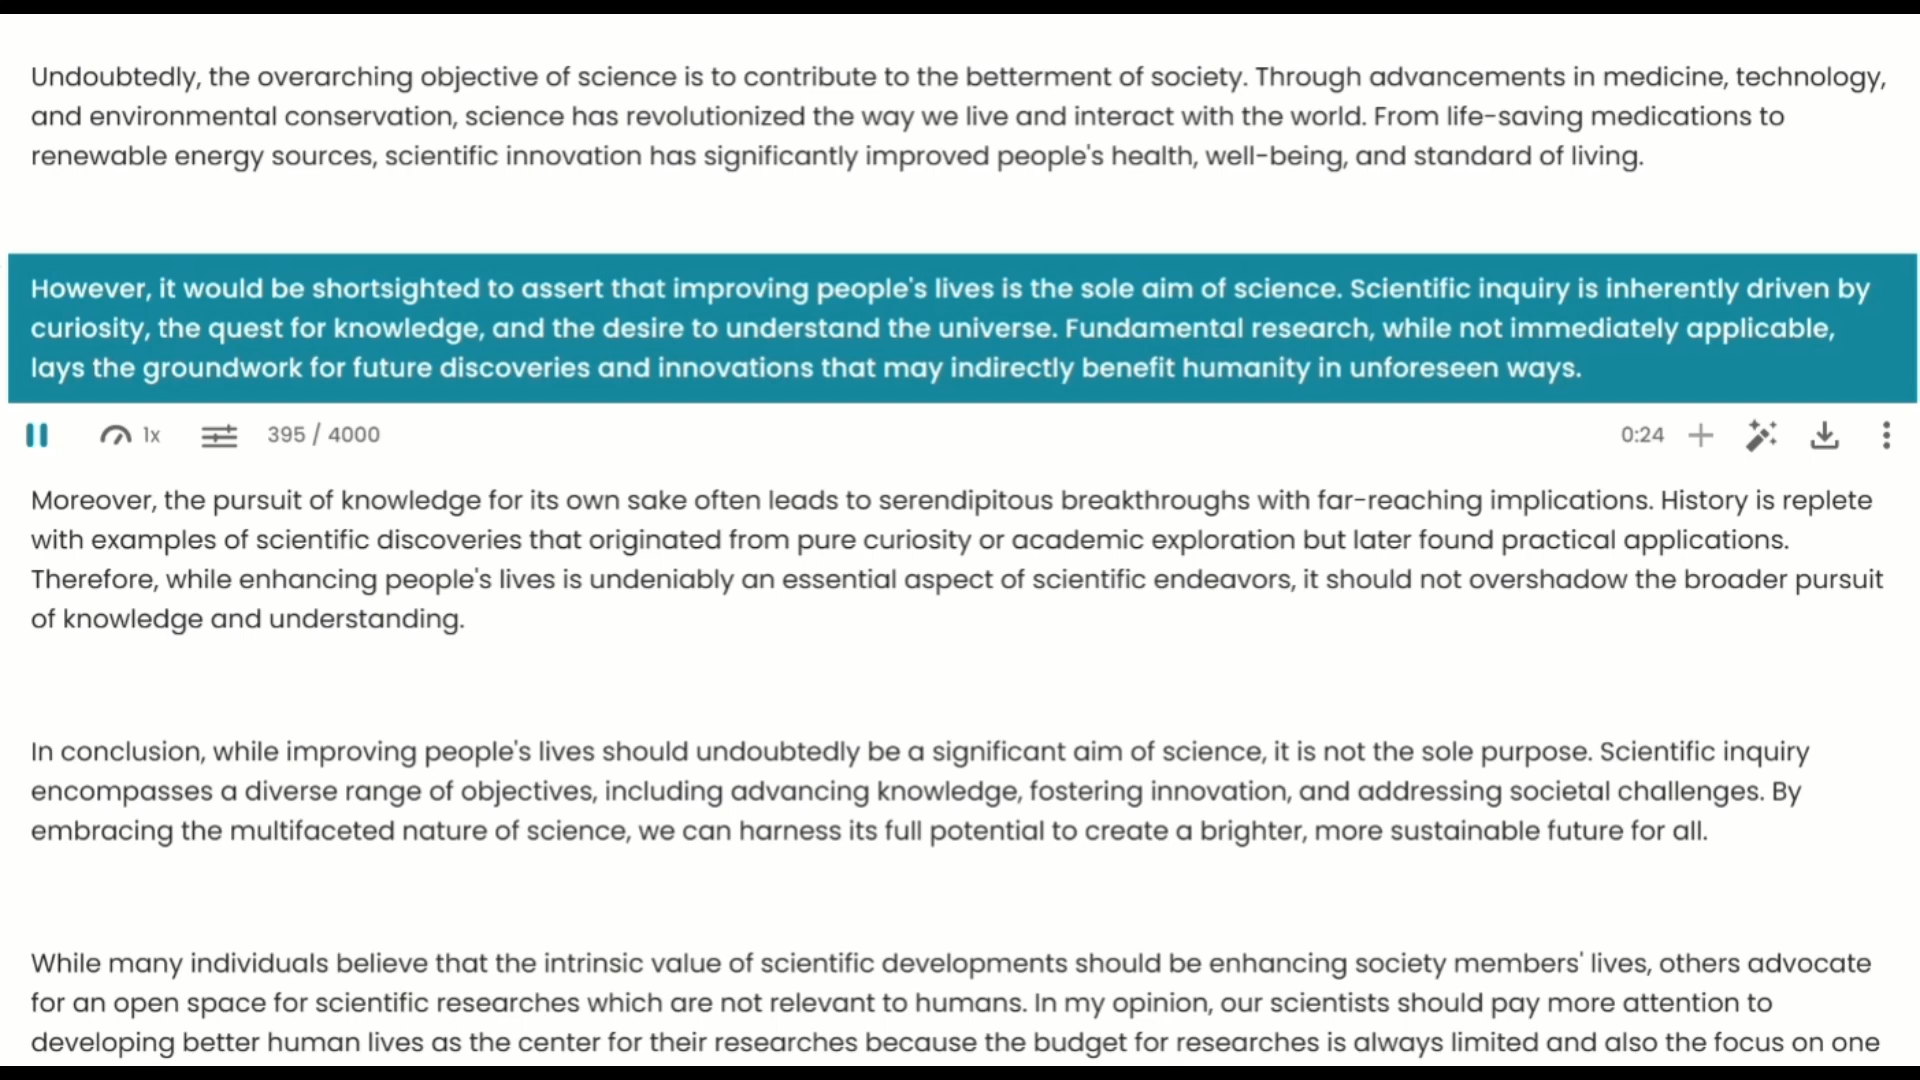 Undoubtedly, the overarching objective of science is to contribute to the betterment of society. Through advancements in medicine, technology,
and environmental conservation, science has revolutionized the way we live and interact with the world. From life-saving medications to
renewable energy sources, scientific innovation has significantly improved people's health, well-being, and standard of living.
However, it would be shortsighted to assert that improving people's lives is the sole aim of science. Scientific inquiry is inherently driven by
curiosity, the quest for knowledge, and the desire to understand the universe. Fundamental research, while not immediately applicable,
lays the groundwork for future discoveries and innovations that may indirectly benefit humanity in unforeseen ways.
1x 395 / 4000 0:24
Moreover, the pursuit of knowledge for its own sake often leads to serendipitous breakthroughs with far-reaching implications. History is replete
with examples of scientific discoveries that originated from pure curiosity or academic exploration but later found practical applications.
Therefore, while enhancing people's lives is undeniably an essential aspect of scientific endeavors, it should not overshadow the broader pursuit
of knowledge and understanding.
In conclusion, while improving people's lives should undoubtedly be a significant aim of science, it is not the sole purpose. Scientific inquiry
encompasses a diverse range of objectives, including advancing knowledge, fostering innovation, and addressing societal challenges. By
embracing the multifaceted nature of science, we can harness its full potential to create a brighter, more sustainable future for all.
While many individuals believe that the intrinsic value of scientific developments should be enhancing society members' lives, others advocate
for an open space for scientific researches which are not relevant to humans. In my opinion, our scientists should pay more attention to
developing better human lives as the center for their researches because the budget for researches is always limited and also the focus on one